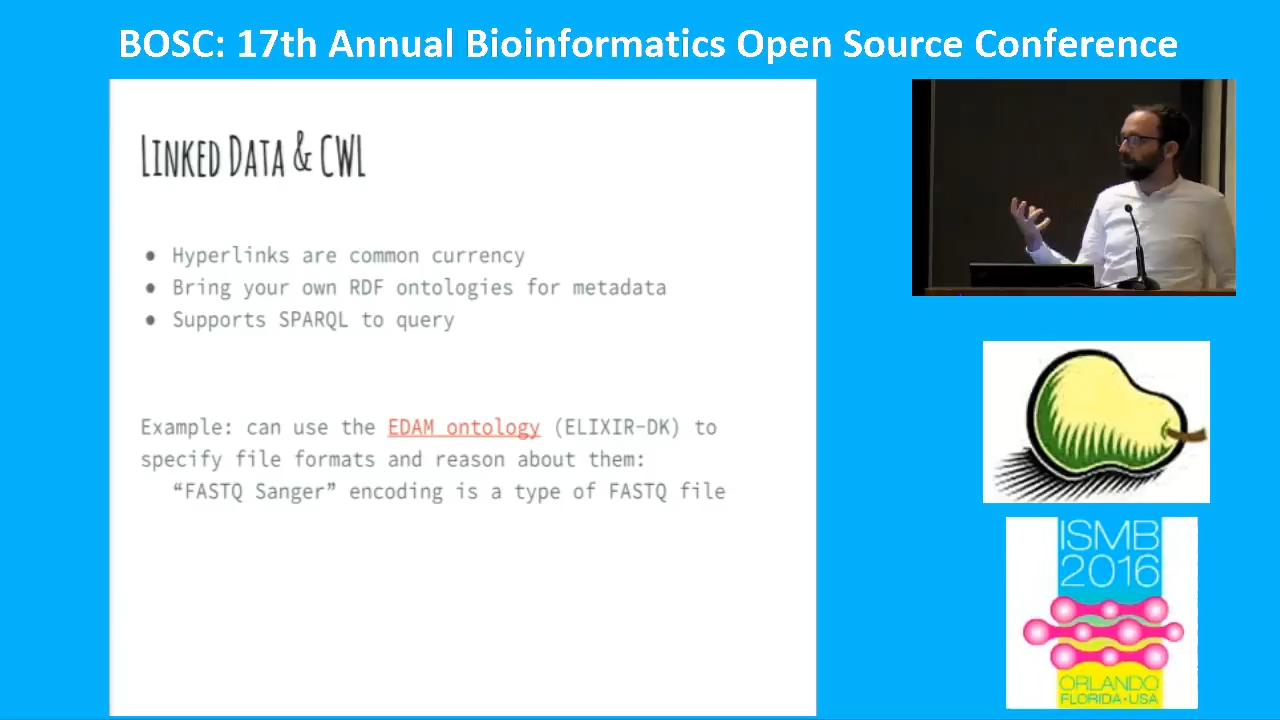 BOSC: 17th Annual Bioinformatics Open Source Conference
LINKED DATA & CWL
● Hyperlinks are common currency
● Bring your own RDF ontologies for metadata
● Supports SPARQL to query
Example: can use the EDAM ontology (ELIXIR-DK) to
specify file formats and reason about them:
“FASTQ Sanger” encoding is a type of FASTQ file
ISMB
2016
ORLANDO
FLORIDA•USA